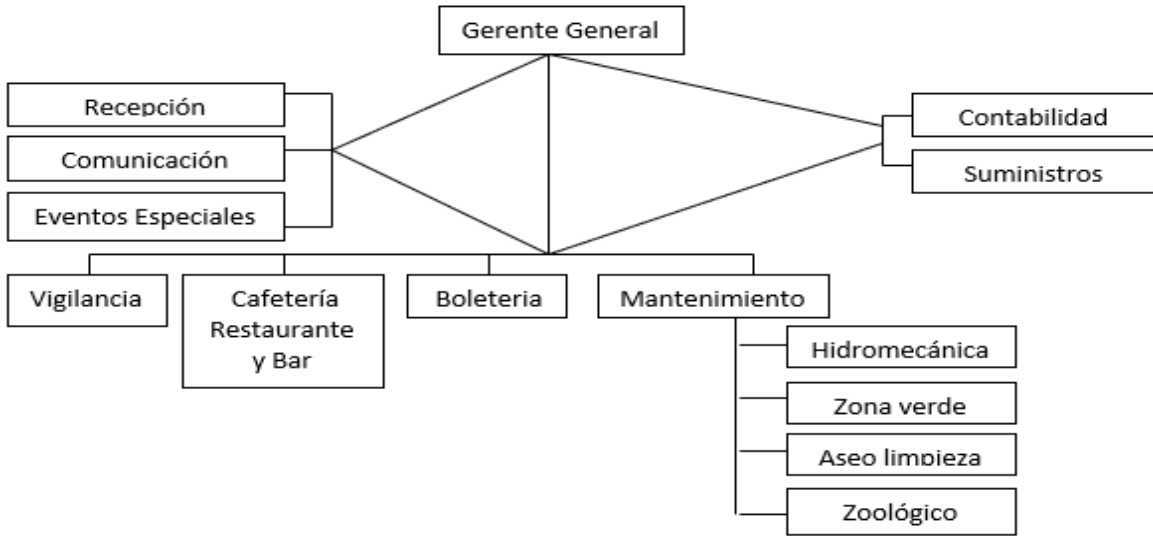 Gerente General
Recepción
Comunicación
Eventos Especiales
Contabilidad
Suministros
Vigilancia
Cafetería
Restaurante
y Bar
Boleteria
Mantenimiento
Hidromecánica
Zona verde
Aseo limpieza
Zoológico